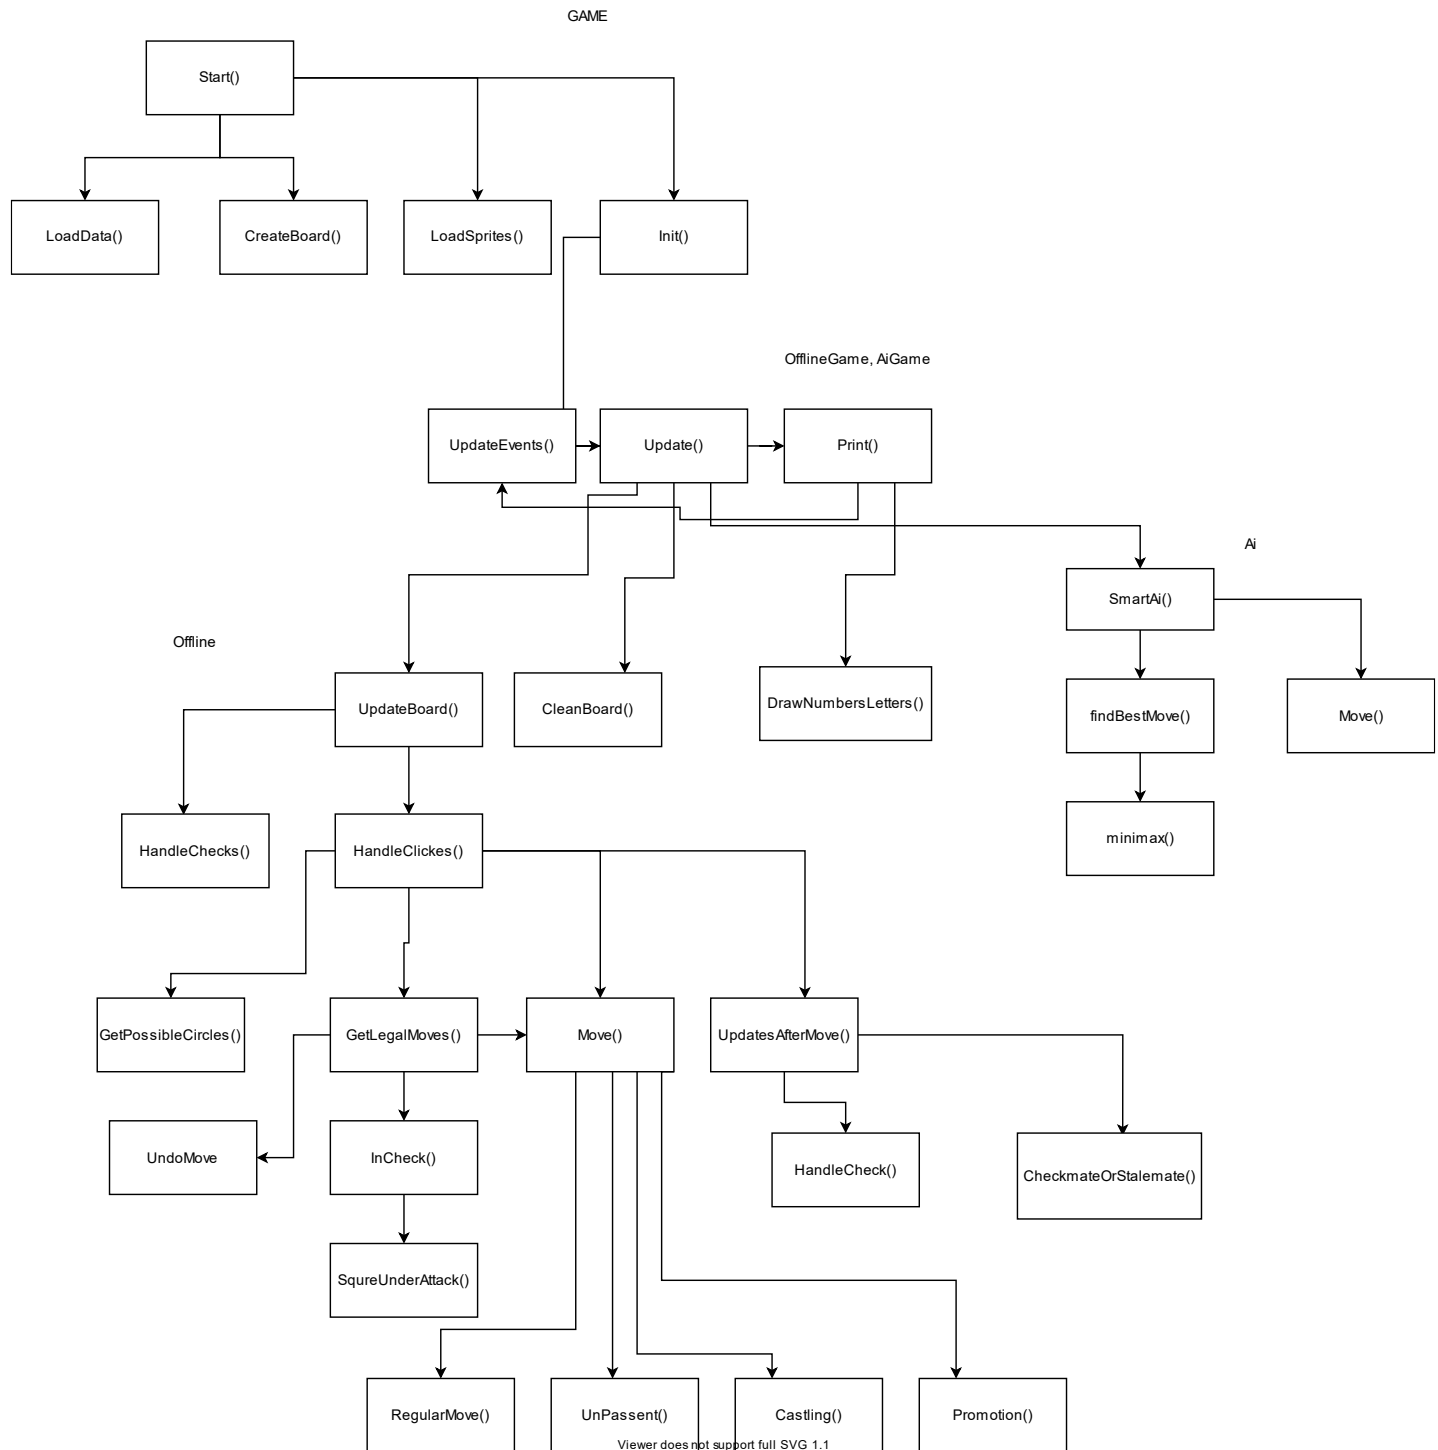 GAME
Start()
LoadData()
CreateBoard()
LoadSprites()
Init()
OfflineGame, AiGame
UpdateEvents()
Update()
Print()
Ai
SmartAi()
Offline
UpdateBoard()
CleanBoard()
DrawNumbersLetters()
findBestMove()
Move()
HandleChecks()
HandleClickes()
minimax()
GetPossibleCircles()
GetLegalMoves()
Move()
UpdatesAfterMove()
UndoMove
InCheck()
HandleCheck()
CheckmateOrStalemate()
SqureUnderAttack()
RegularMove()
UnPassent()
Castling()
Promotion()
Viewer does not support full SVG 1.1